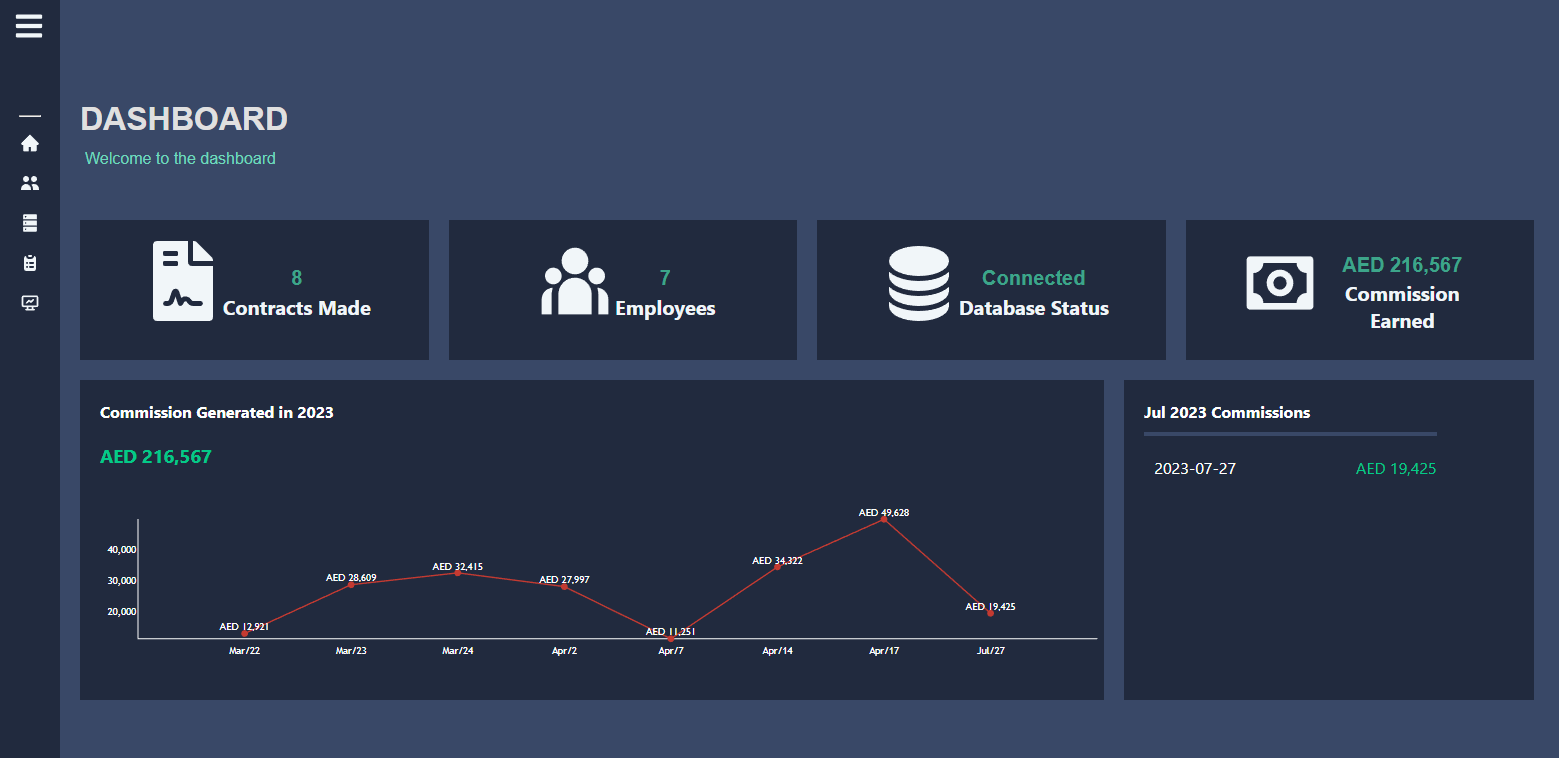 DASHBOARD
Welcome to the dashboard
8
Contracts Made
7
Employees
Connected
Database Status
AED 216,567
Commission
Earned
Commission Generated in 2023
AED 216,567
40,000
30,000
20,000
AED 12,921
AED 28,609
AED 32,415
AED 27,997
AED 11,251
AED 34,322
AED 49,628
AED 19,425
Mar/22
Mar/23
Mar/24
Apr/2
Apr/7
Apr/14
Apr/17
Jul/27
Jul 2023 Commissions
2023-07-27 AED 19,425